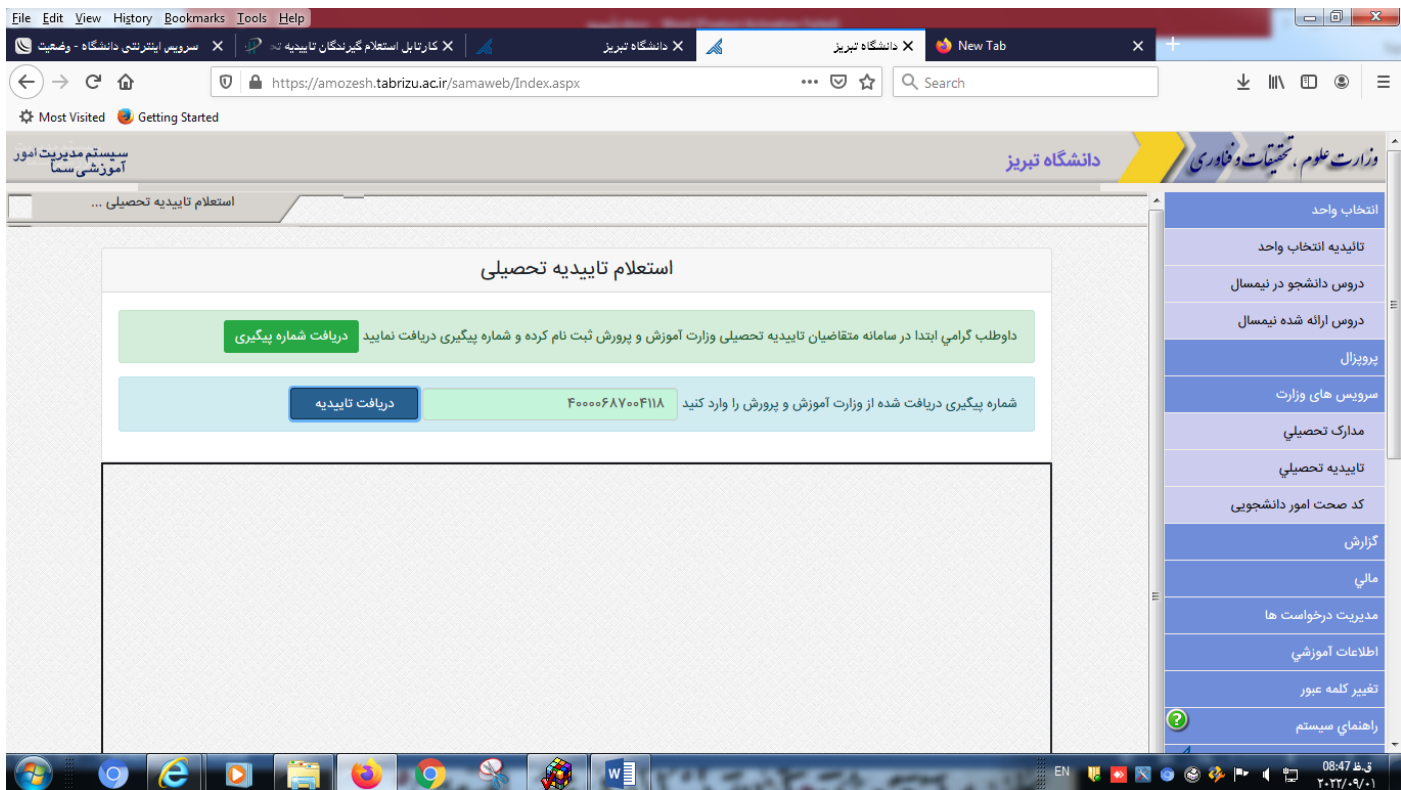 File Edit View History Bookmarks Tools Help
سرویس اینترنتی دانشگاه - وضعیت
کارتابل استعلام گیرندگان تاییدیه تح
دانشگاه تبریز
دانشگاه تبریز
New Tab
https://amozesh.tabrizu.ac.ir/samaweb/Index.aspx
Search
Most Visited Getting Started
وزارت علوم، تحقیقات و فناوری
دانشگاه تبریز
سیستم مدیریت امور
آموزشی سما
استعلام تاییدیه تحصیلی ...
استعلام تاییدیه تحصیلی
داوطلب گرامي ابتدا در سامانه متقاضیان تاییدیه تحصیلی وزارت آموزش و پرورش ثبت نام کرده و شماره پیگیری دریافت نمایید دریافت شماره پیگیری
شماره پیگیری دریافت شده از وزارت آموزش و پرورش را وارد کنید ۴۰۰۰۰۶۸۷۰۰۴۱۱۸ دریافت تاییدیه
انتخاب واحد
تائیدیه انتخاب واحد
دروس دانشجو در نیمسال
دروس ارائه شده نیمسال
پروپزال
سرویس های وزارت
مدارک تحصیلي
تاییدیه تحصیلي
کد صحت امور دانشجویی
گزارش
مالي
مدیریت درخواست ها
اطلاعات آموزشي
تغییر کلمه عبور
راهنماي سیستم
EN
08:47 ق.ظ
۲۰۲۲/۰۹/۰۱